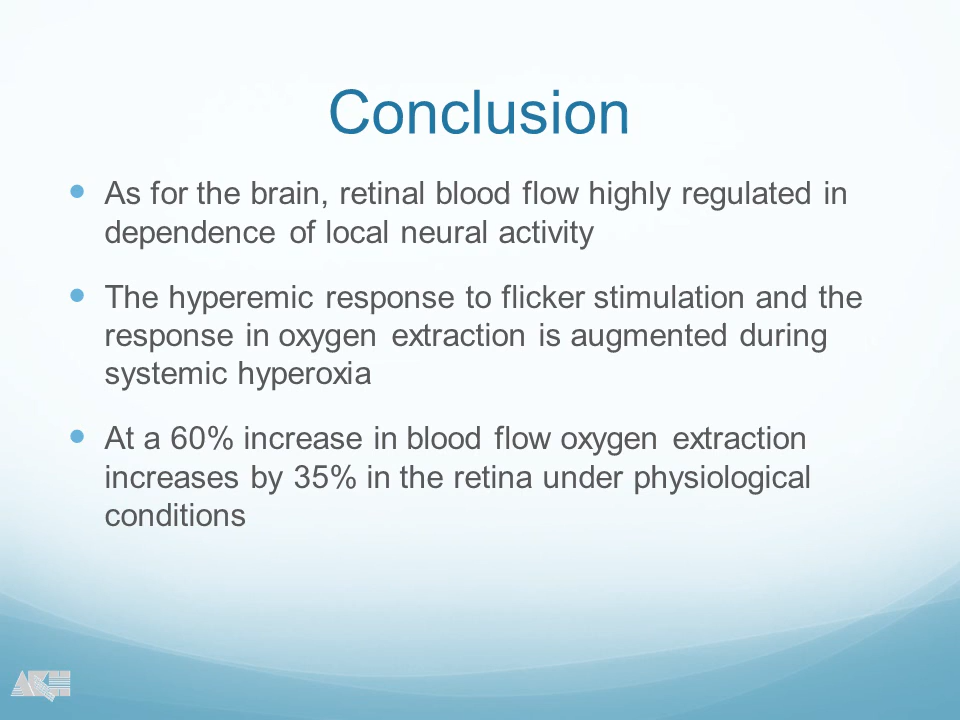 Conclusion
As for the brain, retinal blood flow highly regulated in
dependence of local neural activity
The hyperemic response to flicker stimulation and the
response in oxygen extraction is augmented during
systemic hyperoxia
At a 60% increase in blood flow oxygen extraction
increases by 35% in the retina under physiological
conditions
AKH